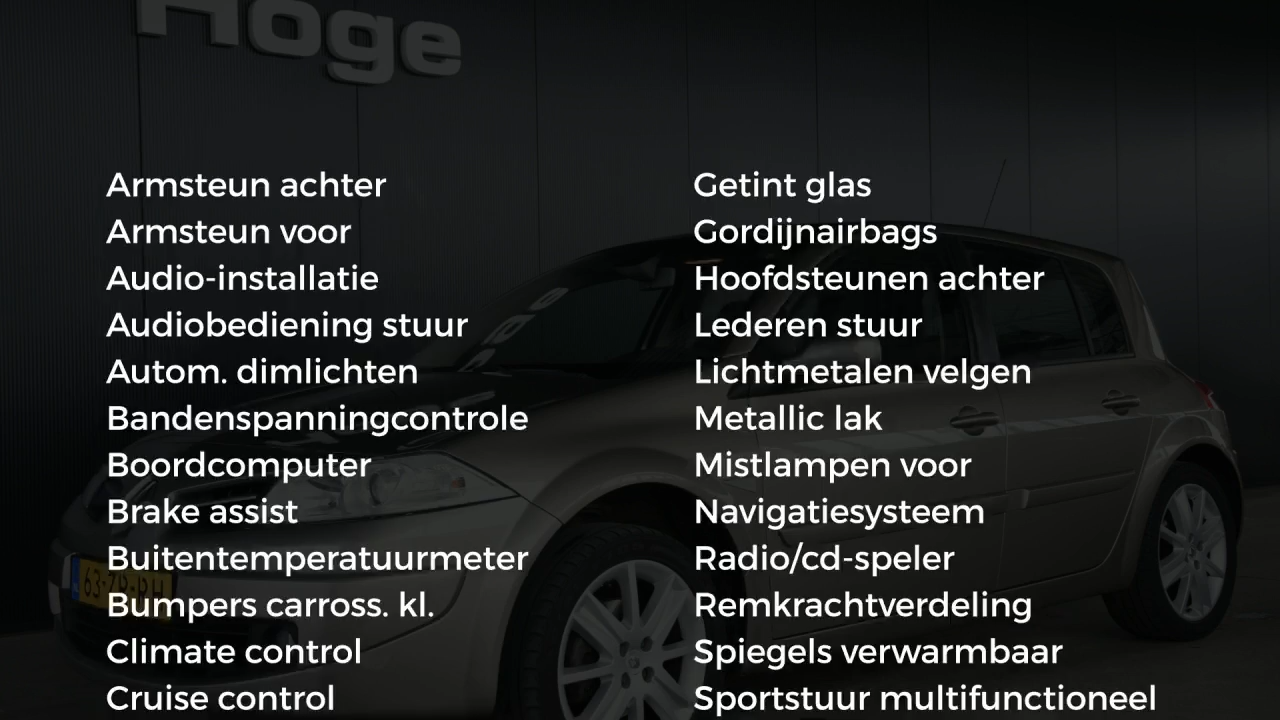 Hoge
Armsteun achter
Armsteun voor
Audio-installatie
Audiobediening stuur
Autom. dimlichten
Bandenspanningcontrole
Boordcomputer
Brake assist
Buitentemperatuurmeter
Bumpers carross. kl.
Climate control
Cruise control
Getint glas
Gordijnairbags
Hoofdsteunen achter
Lederen stuur
Lichtmetalen velgen
Metallic lak
Mistlampen voor
Navigatiesysteem
Radio/cd-speler
Remkrachtverdeling
Spiegels verwarmbaar
Sportstuur multifunctioneel